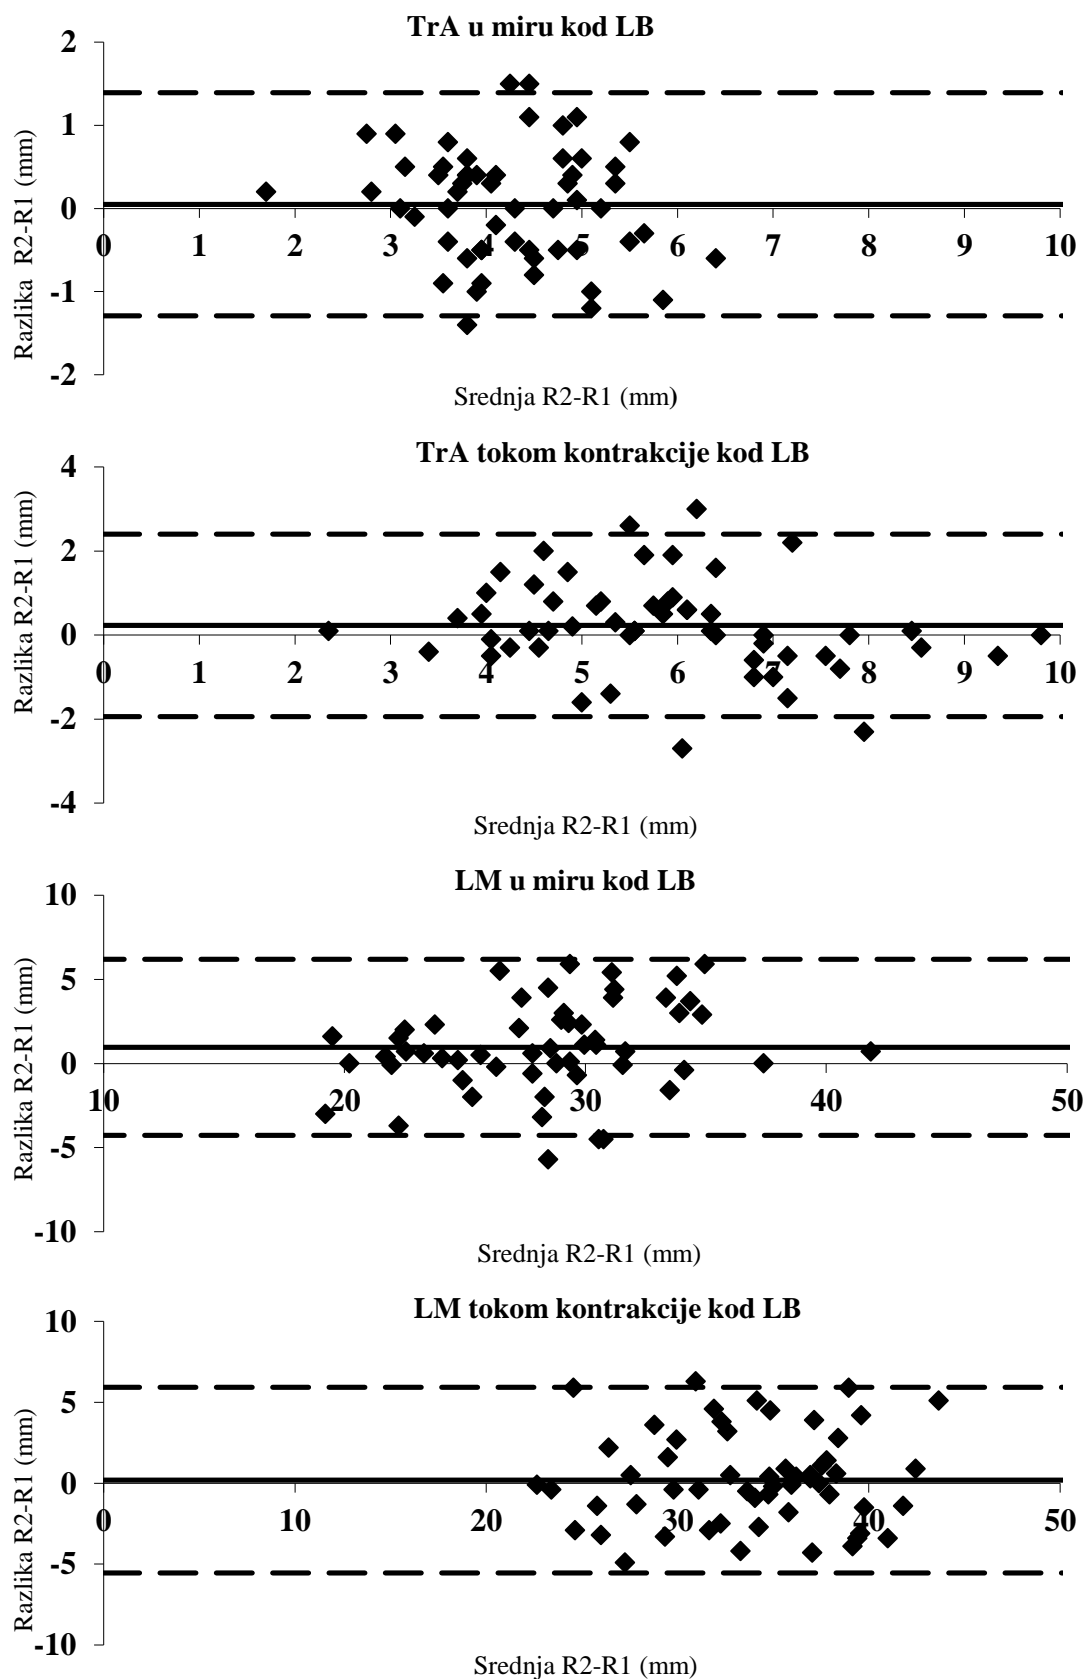 TrA u miru kod LB
2
1
0
-1
-2
0 1 2 3 4 5 6 7 8 9 10
Razlika R2-R1 (mm)
Srednja R2-R1 (mm)
TrA tokom kontrakcije kod LB
4
2
0
-2
-4
0 1 2 3 4 5 6 7 8 9 10
Razlika R2-R1 (mm)
Srednja R2-R1 (mm)
LM u miru kod LB
10
5
0
-5
-10
10 20 30 40 50
Razlika R2-R1 (mm)
Srednja R2-R1 (mm)
LM tokom kontrakcije kod LB
10
5
0
-5
-10
0 10 20 30 40 50
Razlika R2-R1 (mm)
Srednja R2-R1 (mm)